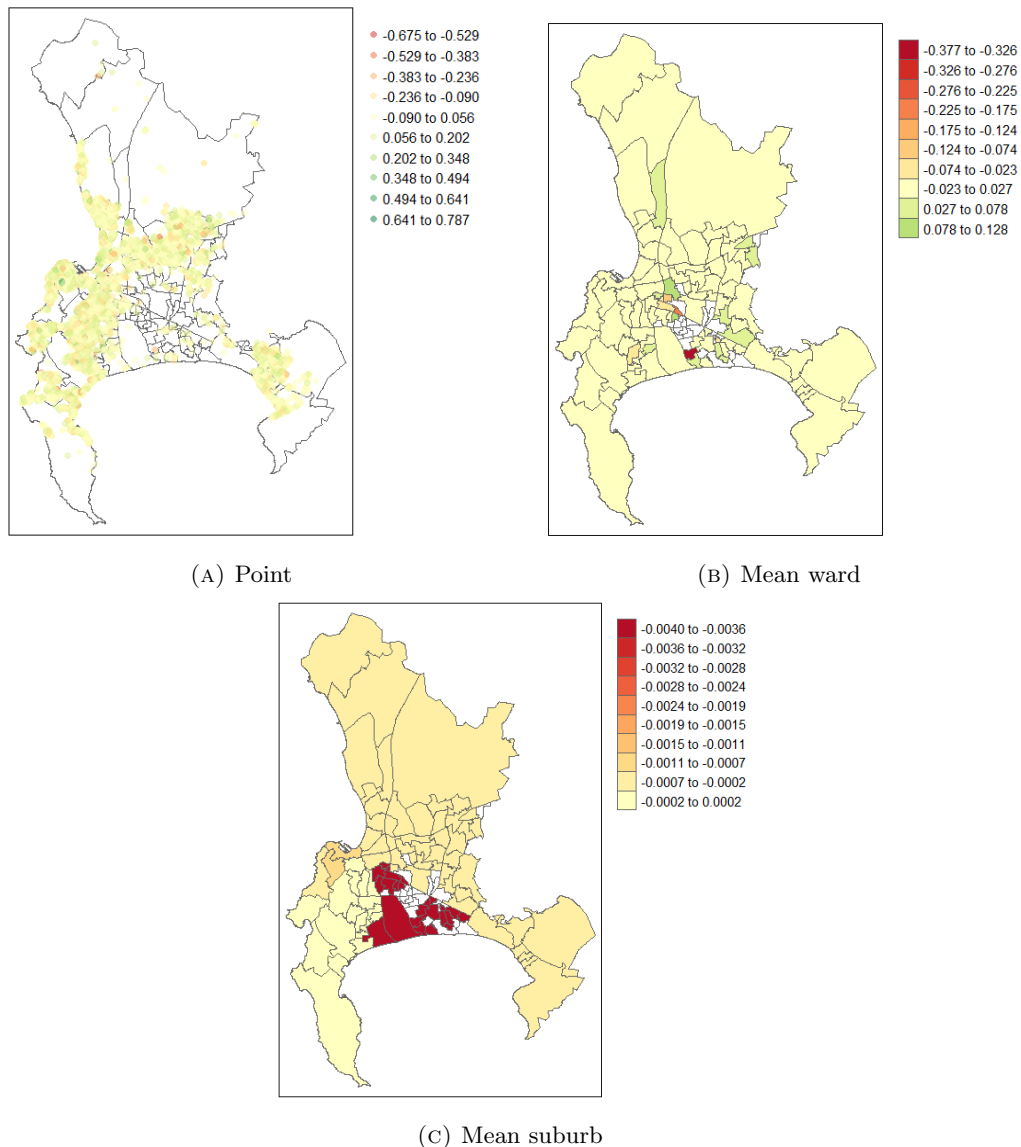 -0.675 to -0.529
-0.529 to -0.383
-0.383 to -0.236
-0.236 to -0.090
-0.090 to 0.056
0.056 to 0.202
0.202 to 0.348
0.348 to 0.494
0.494 to 0.641
0.641 to 0.787
(A) Point
-0.377 to -0.326
-0.326 to -0.276
-0.276 to -0.225
-0.225 to -0.175
-0.175 to -0.124
-0.124 to -0.074
-0.074 to -0.023
-0.023 to 0.027
0.027 to 0.078
0.078 to 0.128
(B) Mean ward
-0.0040 to -0.0036
-0.0036 to -0.0032
-0.0032 to -0.0028
-0.0028 to -0.0024
-0.0024 to -0.0019
-0.0019 to -0.0015
-0.0015 to -0.0011
-0.0011 to -0.0007
-0.0007 to -0.0002
-0.0002 to 0.0002
(C) Mean suburb